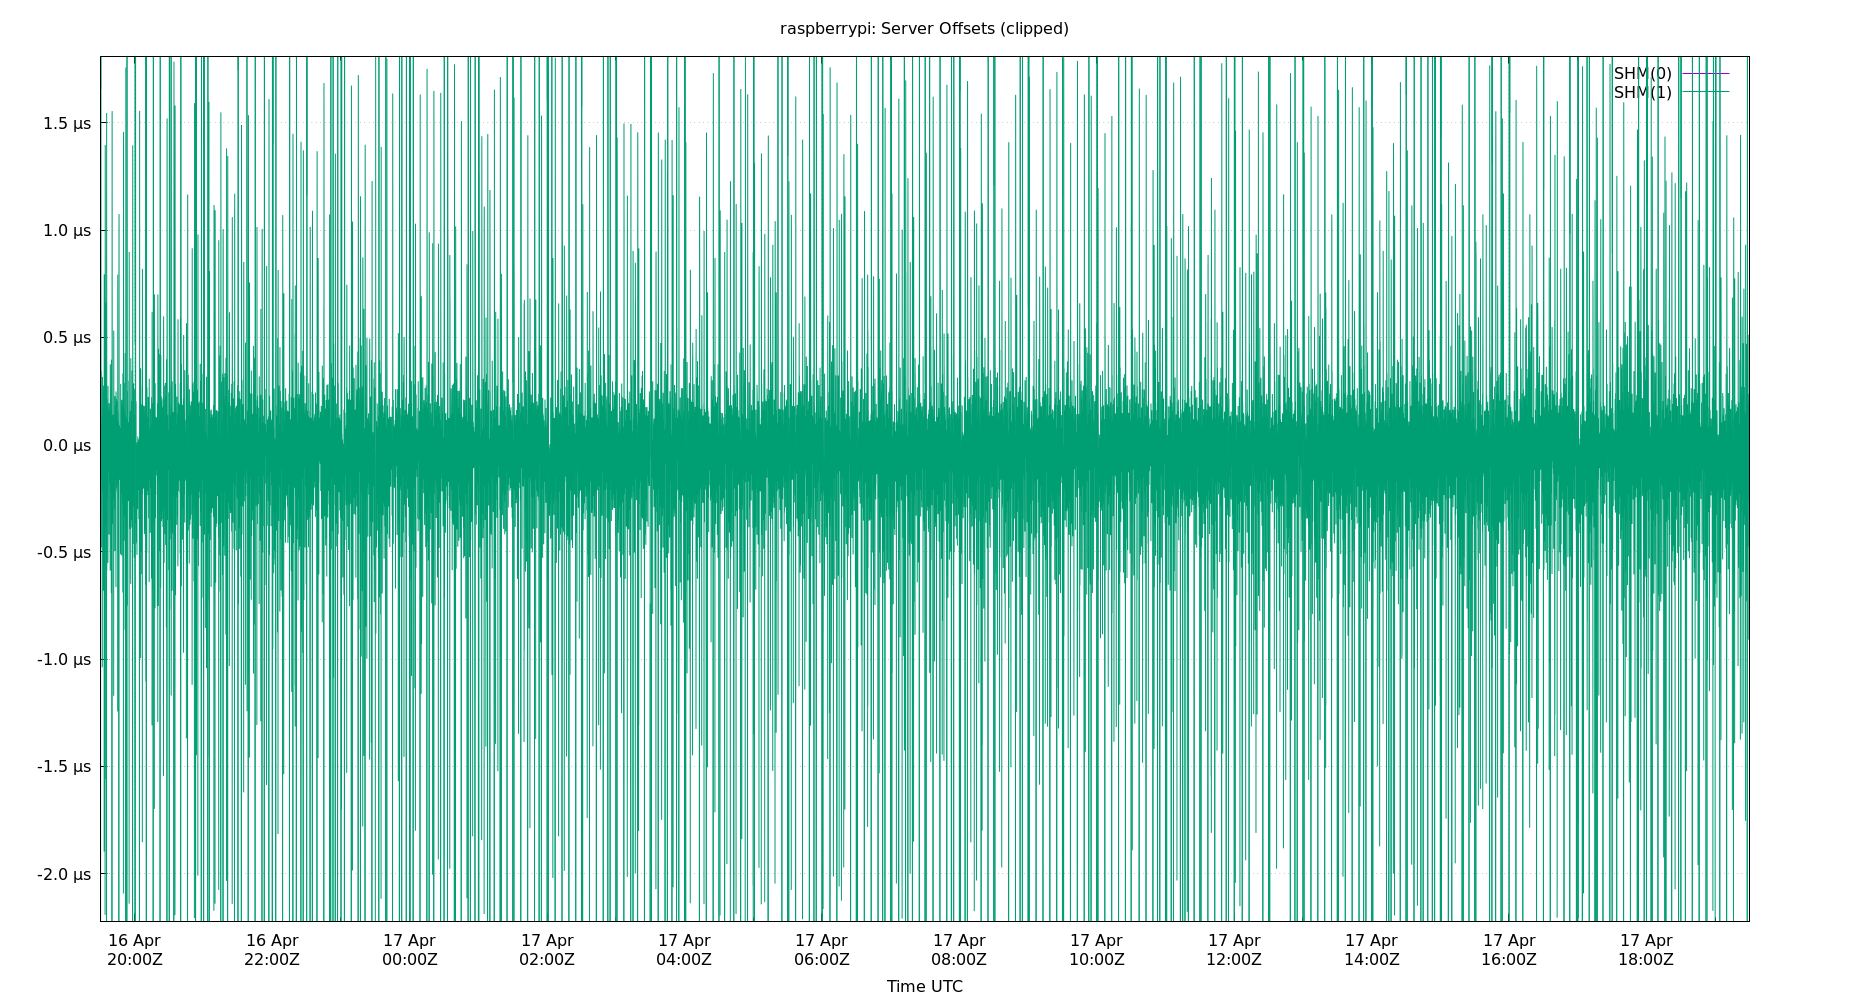 raspberrypi: Server Offsets (clipped)
SHM(0)
SHM(1)
1.5 µs
1.0 µs
0.5 µs
0.0 µs
-0.5 µs
-1.0 µs
-1.5 µs
-2.0 µs
16 Apr 16 Apr 17 Apr 17 Apr 17 Apr 17 Apr 17 Apr 17 Apr 17 Apr 17 Apr 17 Apr 17 Apr
20:00Z 22:00Z 00:00Z 02:00Z 04:00Z 06:00Z 08:00Z 10:00Z 12:00Z 14:00Z 16:00Z 18:00Z
Time UTC